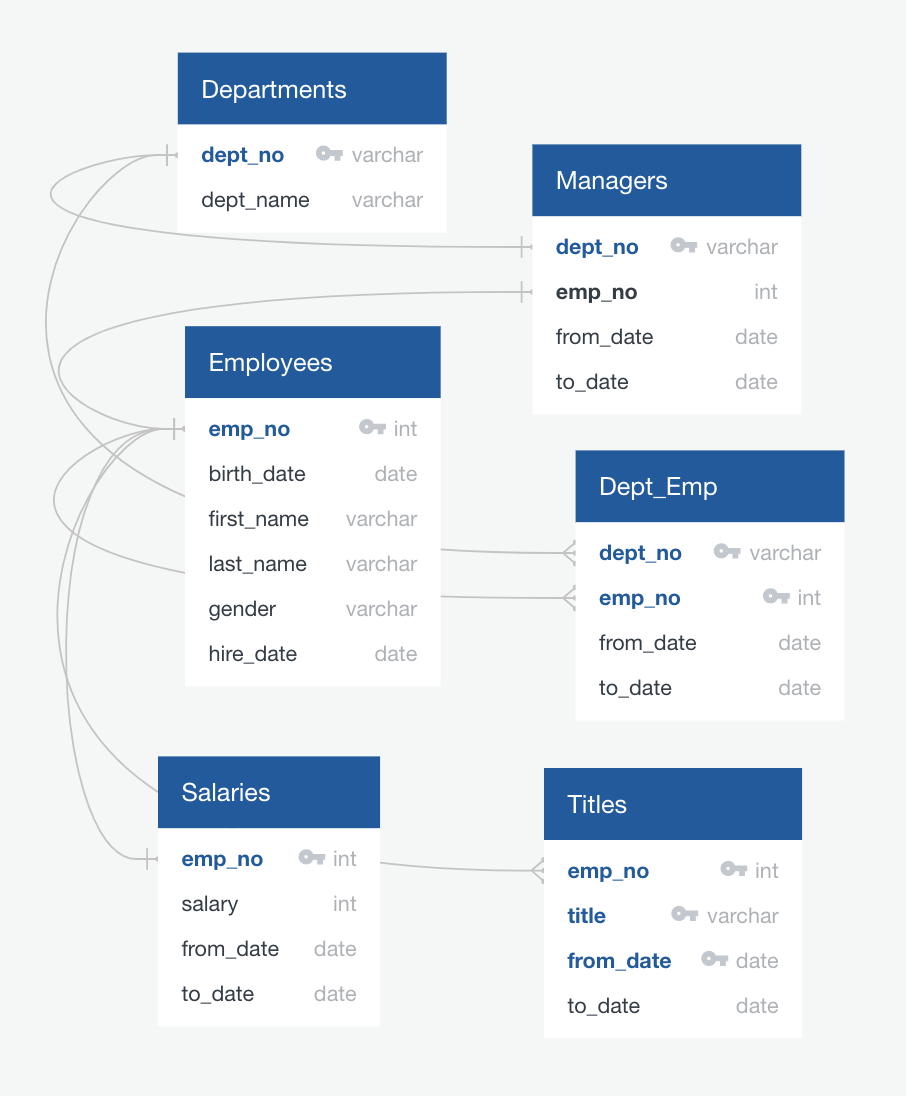 Departments
dept_no varchar
dept_name varchar
Managers
dept_no varchar
emp_no int
from_date date
to_date date
Employees
emp_no int
birth_date date
first_name varchar
last_name varchar
gender varchar
hire_date date
Dept_Emp
dept_no varchar
emp_no int
from_date date
to_date date
Salaries
emp_no int
salary int
from_date date
to_date date
Titles
emp_no int
title varchar
from_date date
to_date date